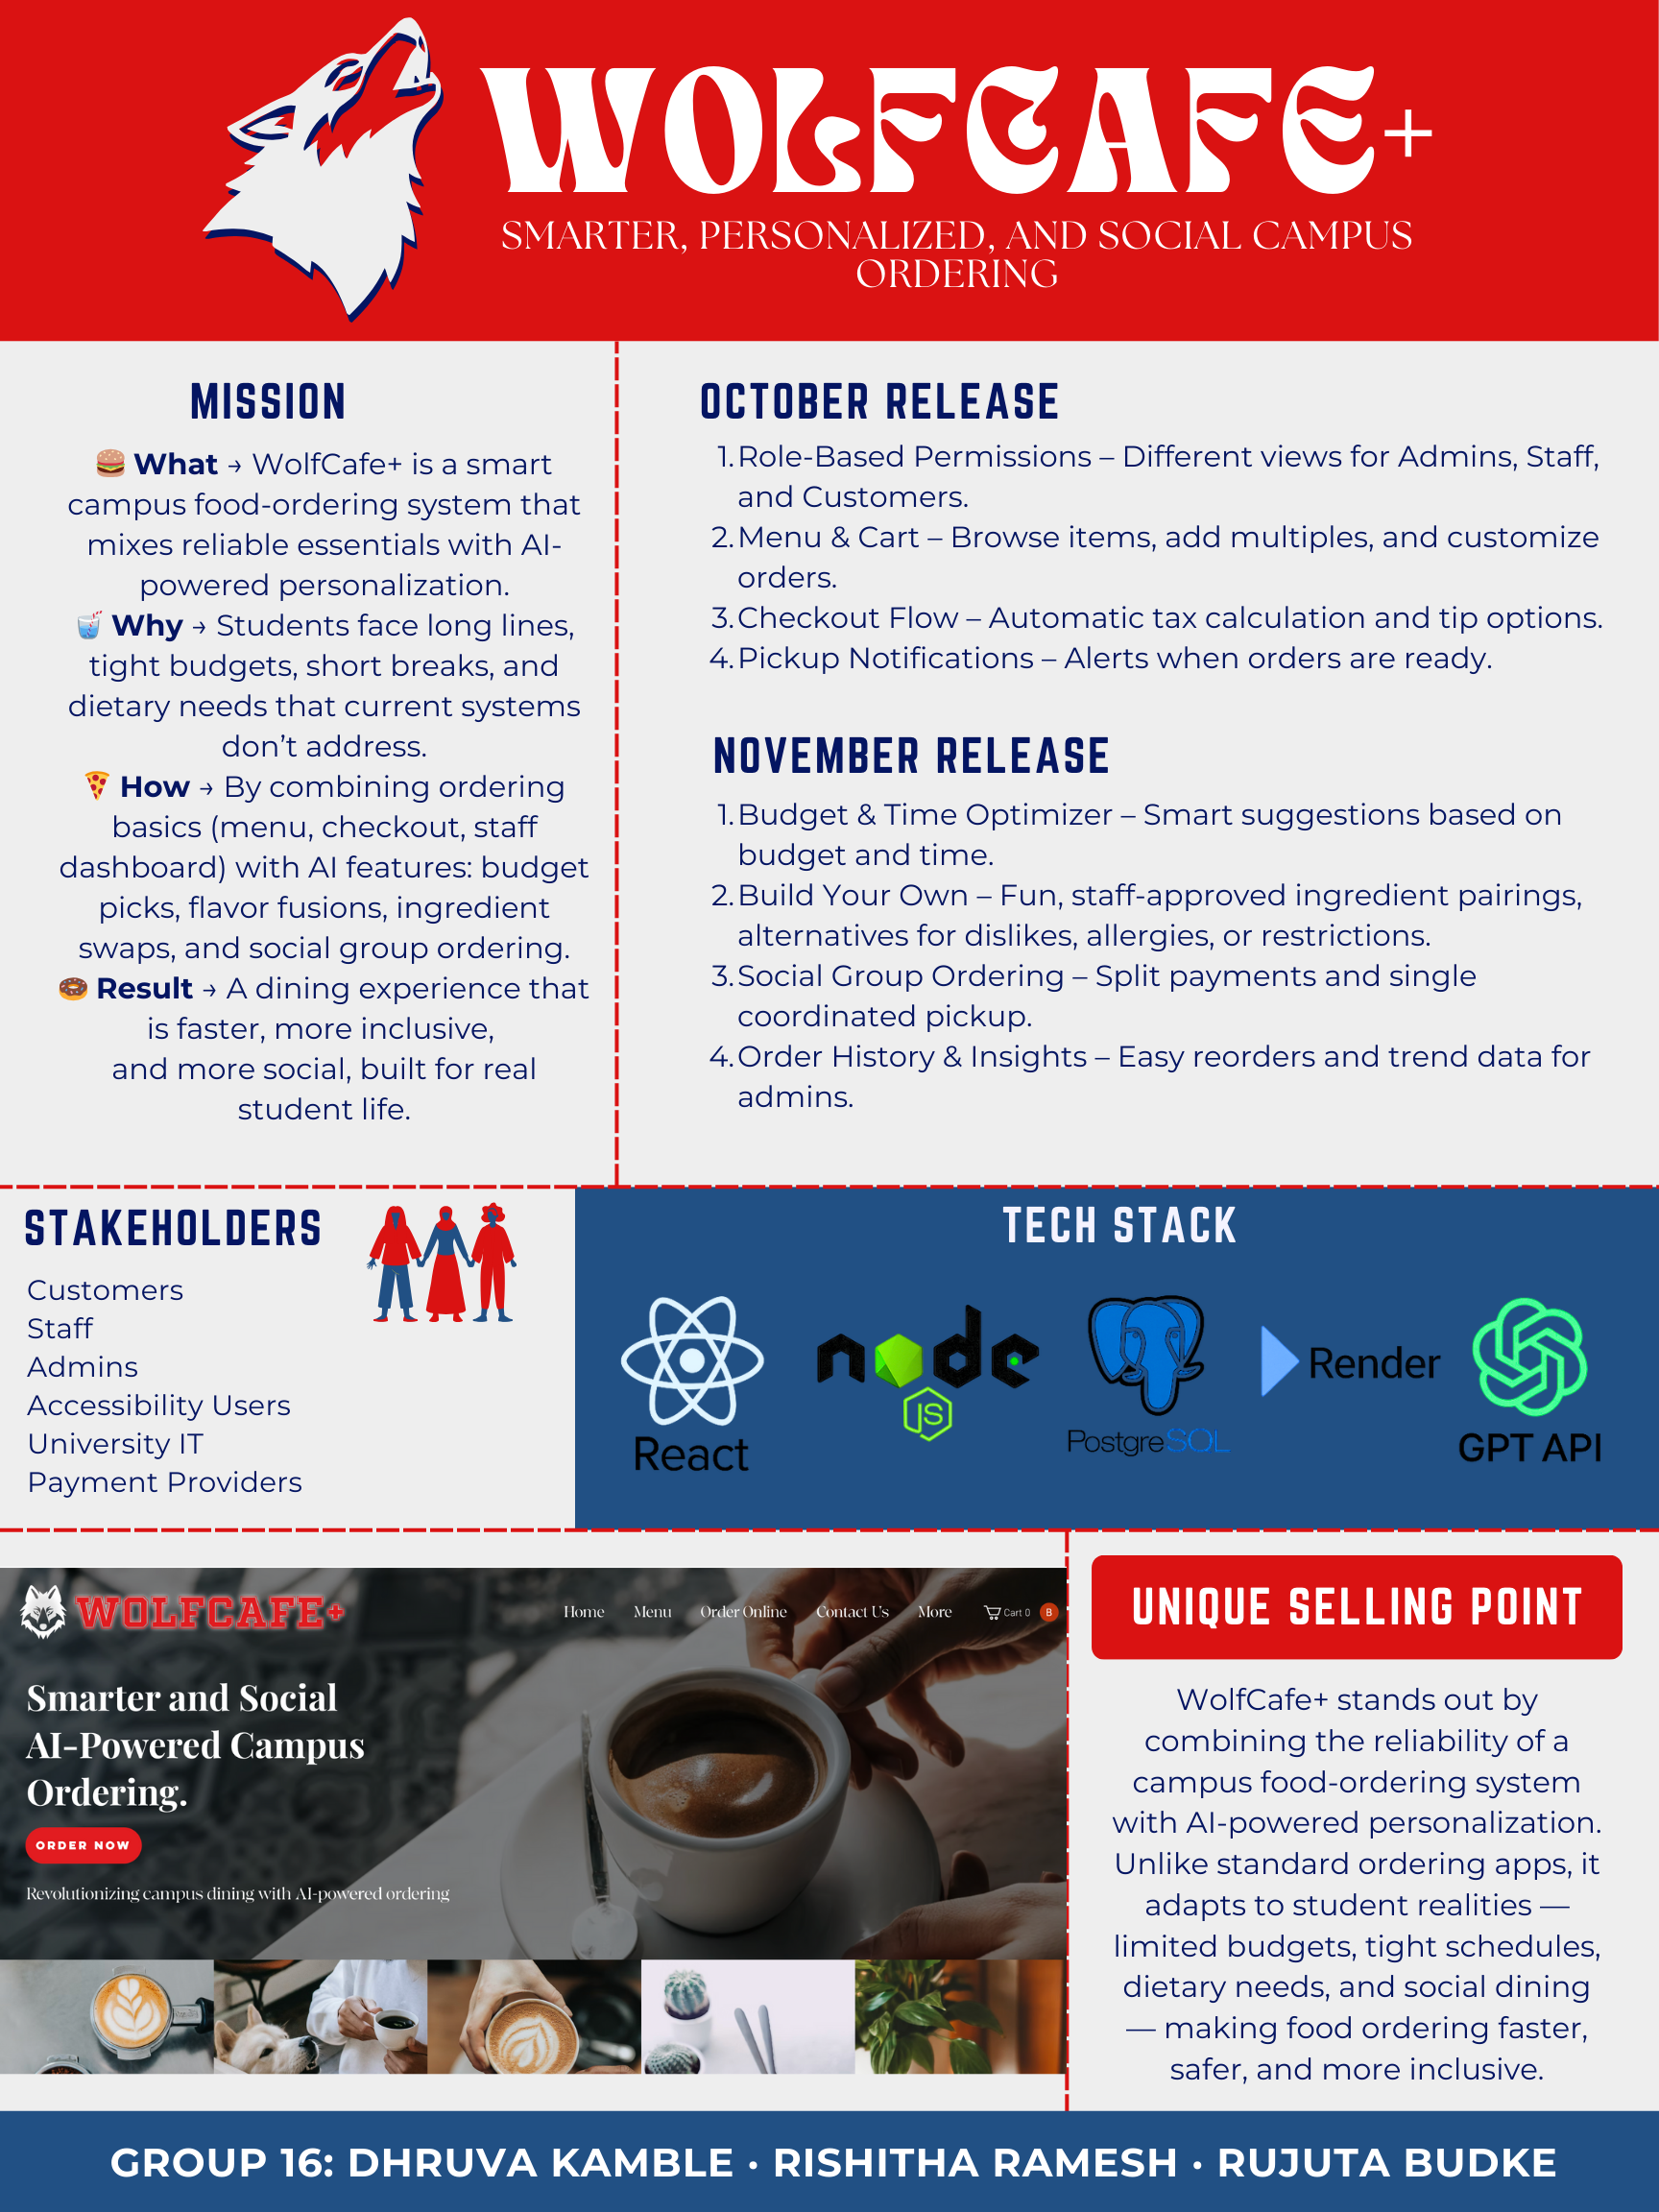 WOLFCAFE+
SMARTER, PERSONALIZED, AND SOCIAL CAMPUS
ORDERING
MISSION
🍔 What → WolfCafe+ is a smart
campus food-ordering system that
mixes reliable essentials with AI-
powered personalization.
🥤 Why → Students face long lines,
tight budgets, short breaks, and
dietary needs that current systems
don’t address.
🍕 How → By combining ordering
basics (menu, checkout, staff
dashboard) with AI features: budget
picks, flavor fusions, ingredient
swaps, and social group ordering.
🍩 Result → A dining experience that
is faster, more inclusive,
and more social, built for real
student life.
OCTOBER RELEASE
1. Role-Based Permissions – Different views for Admins, Staff,
and Customers.
2. Menu & Cart – Browse items, add multiples, and customize
orders.
3. Checkout Flow – Automatic tax calculation and tip options.
4. Pickup Notifications – Alerts when orders are ready.
NOVEMBER RELEASE
1. Budget & Time Optimizer – Smart suggestions based on
budget and time.
2. Build Your Own – Fun, staff-approved ingredient pairings,
alternatives for dislikes, allergies, or restrictions.
3. Social Group Ordering – Split payments and single
coordinated pickup.
4. Order History & Insights – Easy reorders and trend data for
admins.
STAKEHOLDERS
Customers
Staff
Admins
Accessibility Users
University IT
Payment Providers
TECH STACK
React
node
JS
PostgreSQL
Render
GPT API
WOLFCAFE+
Home Menu Order Online Contact Us More Cart 0 B
Smarter and Social
AI-Powered Campus
Ordering.
ORDER NOW
Revolutionizing campus dining with AI-powered ordering
UNIQUE SELLING POINT
WolfCafe+ stands out by
combining the reliability of a
campus food-ordering system
with AI-powered personalization.
Unlike standard ordering apps, it
adapts to student realities —
limited budgets, tight schedules,
dietary needs, and social dining
— making food ordering faster,
safer, and more inclusive.
GROUP 16: DHRUVA KAMBLE • RISHITHA RAMESH • RUJUTA BUDKE